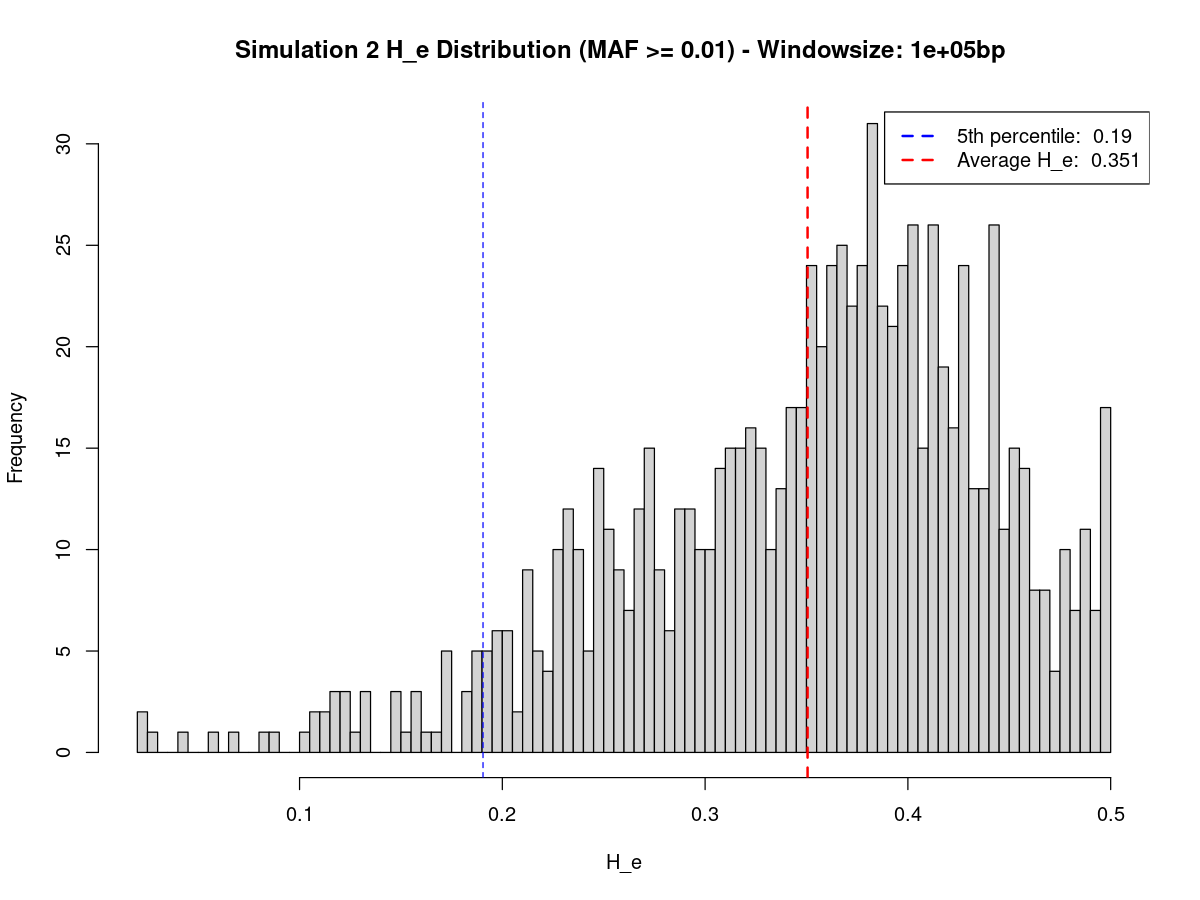 Simulation 2 H_e Distribution (MAF >= 0.01) - Windowsize: 1e+05bp
5th percentile:  0.19
Average H_e:  0.351
Frequency
30
25
20
15
10
5
0
0.1 0.2 0.3 0.4 0.5
H_e